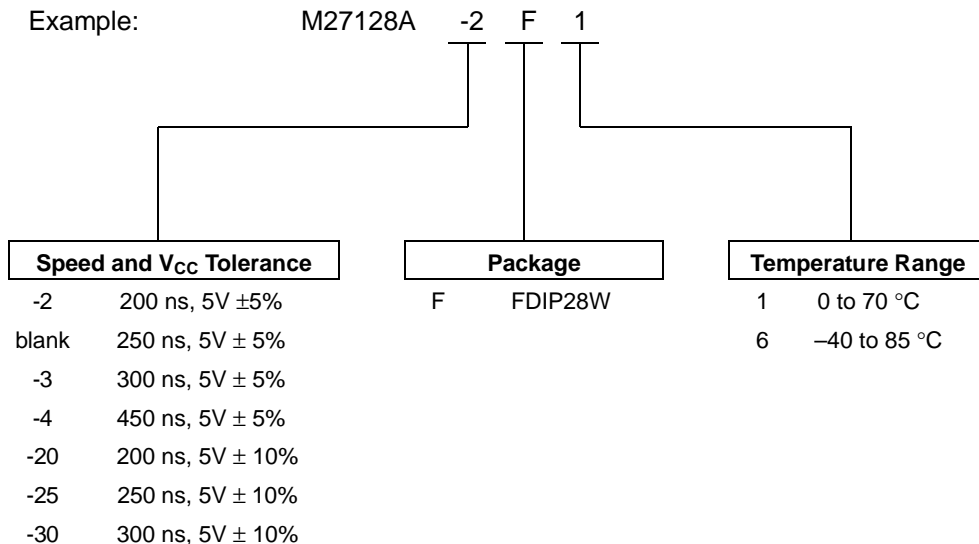 Example: M27128A -2 F 1
Speed and VCC Tolerance Package Temperature Range
-2 200 ns, 5V ±5% F FDIP28W 1 0 to 70 °C
blank 250 ns, 5V ± 5% 6 –40 to 85 °C
-3 300 ns, 5V ± 5%
-4 450 ns, 5V ± 5%
-20 200 ns, 5V ± 10%
-25 250 ns, 5V ± 10%
-30 300 ns, 5V ± 10%